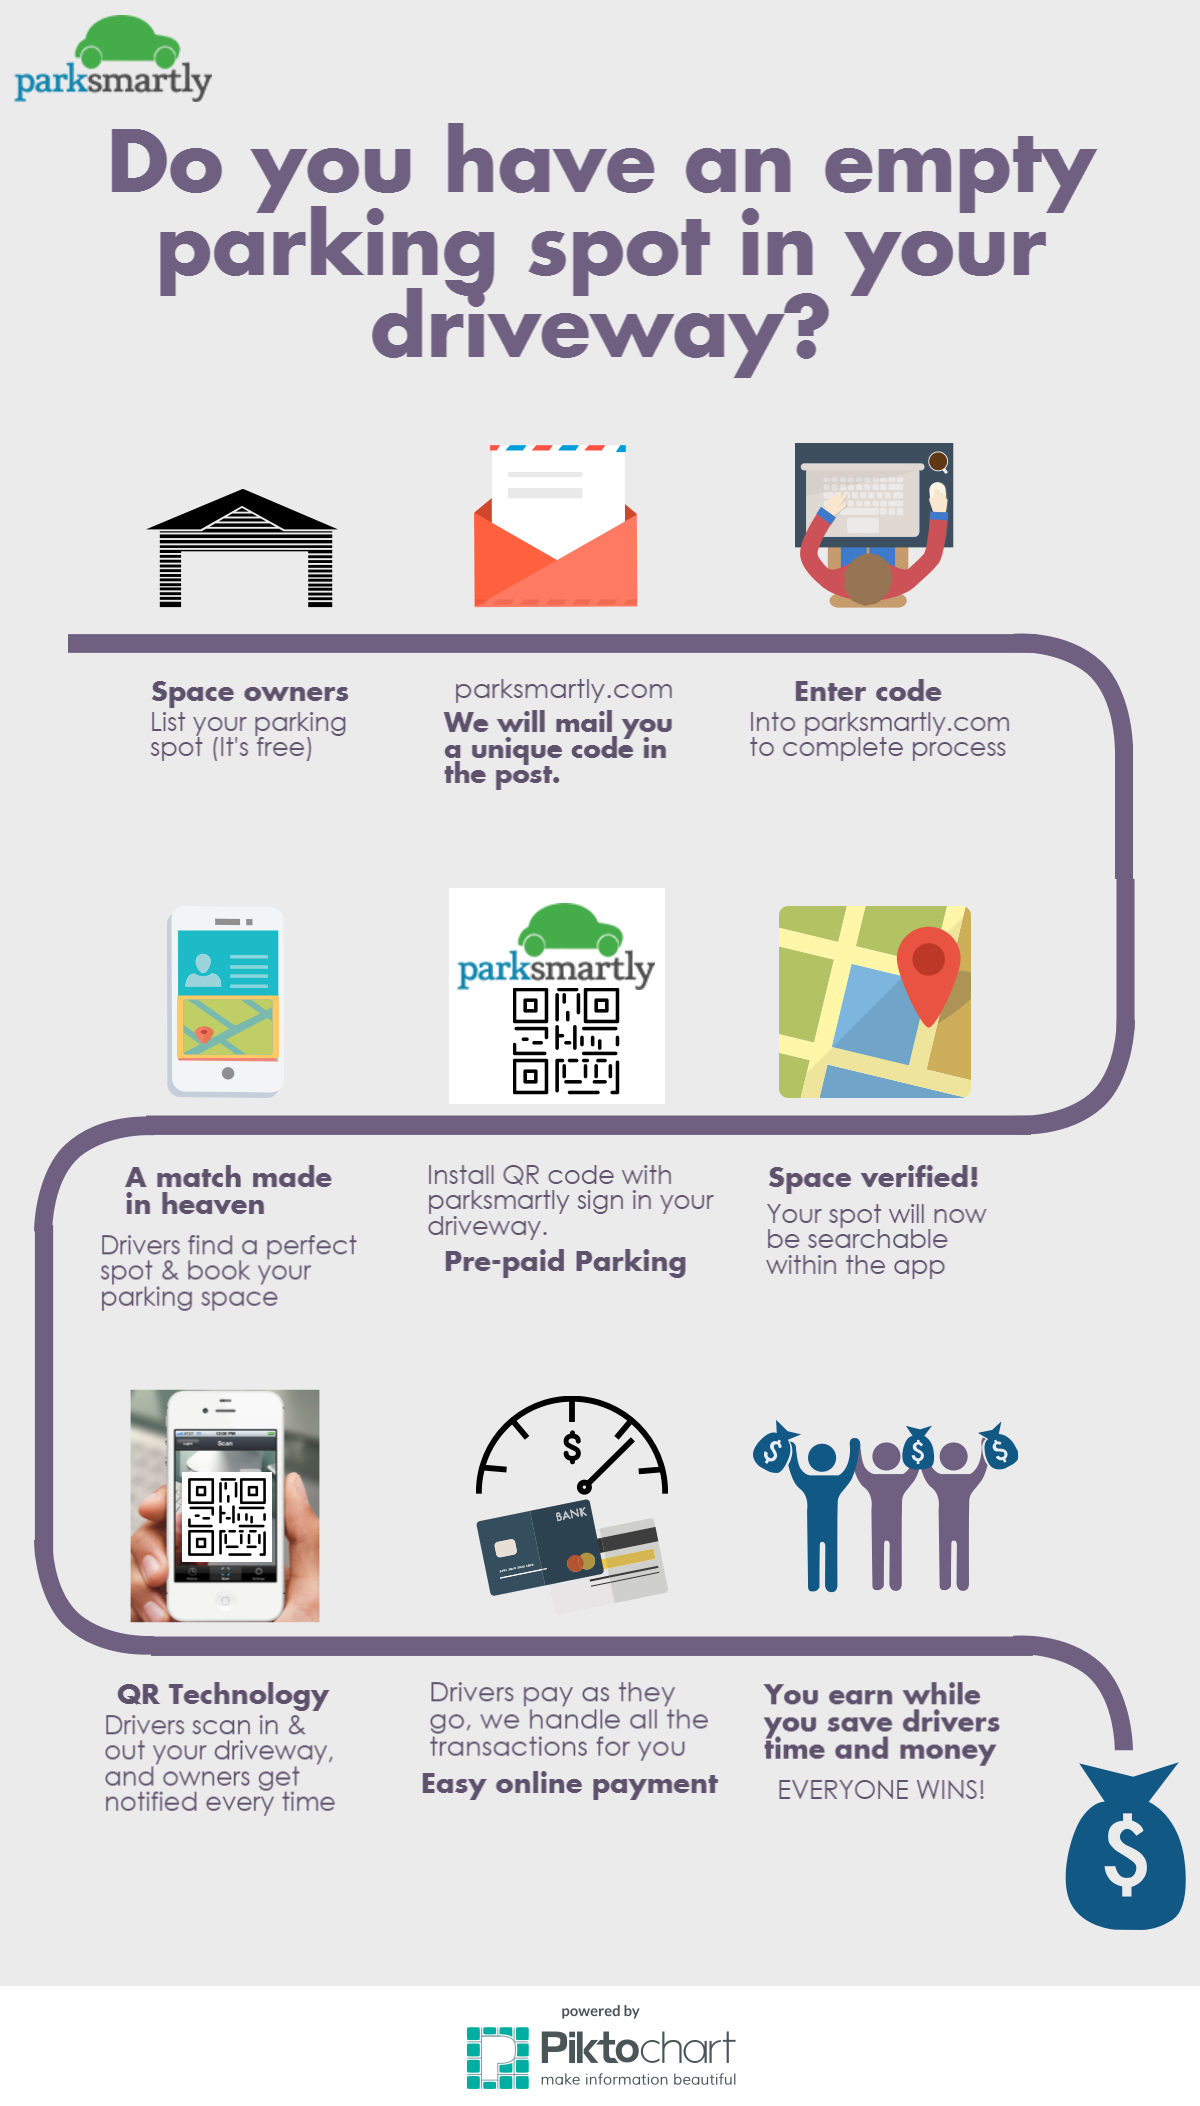 parksmartly
Do you have an empty
parking spot in your
driveway?
Space owners
List your parking
spot (It's free)
parksmartly.com
We will mail you
a unique code in
the post.
Enter code
Into parksmartly.com
to complete process
parksmartly
A match made
in heaven
Drivers find a perfect
spot & book your
parking space
Install QR code with
parksmartly sign in your
driveway.
Pre-paid Parking
Space verified!
Your spot will now
be searchable
within the app
Scan
$
BANK
$ $ $
QR Technology
Drivers scan in &
out your driveway,
and owners get
notified every time
Drivers pay as they
go, we handle all the
transactions for you
Easy online payment
You earn while
you save drivers
time and money
EVERYONE WINS!
$
powered by
Piktochart
make information beautiful